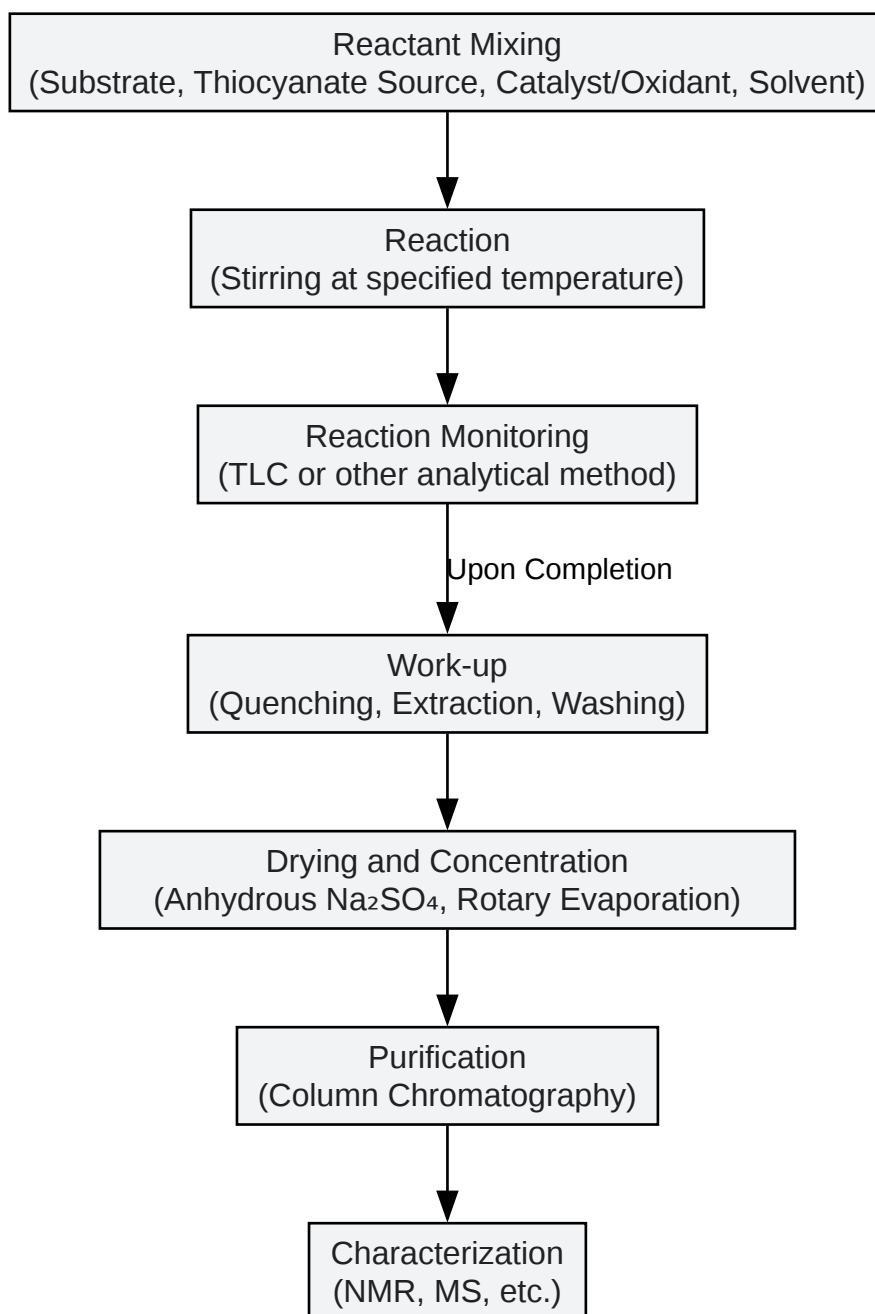 Reactant Mixing
(Substrate, Thiocyanate Source, Catalyst/Oxidant, Solvent)
Reaction
(Stirring at specified temperature)
Reaction Monitoring
(TLC or other analytical method)
Upon Completion
Work-up
(Quenching, Extraction, Washing)
Drying and Concentration
(Anhydrous Na₂SO₄, Rotary Evaporation)
Purification
(Column Chromatography)
Characterization
(NMR, MS, etc.)